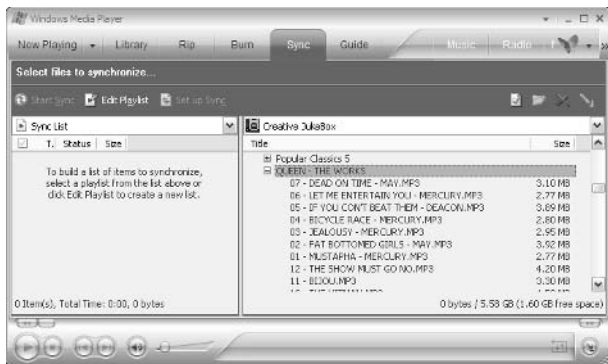 Windows Media Player
Now Playing Library Rip Burn Sync Guide Music Radio
Select files to synchronize...
Start Sync Edit Playlist Set up Sync
Sync List
Creative JukeBox
T. Status Size
Title Size
To build a list of items to synchronize,
select a playlist from the list above or
click Edit Playlist to create a new list.
Popular Classics 5
QUEEN - THE WORKS
07 - DEAD ON TIME - MAY.MP3 3.10 MB
06 - LET ME ENTERTAIN YOU - MERCURY.MP3 2.77 MB
05 - IF YOU CON'T BEAT THEM - DEACON.MP3 3.89 MB
04 - BICYCLE RACE - MERCURY.MP3 2.80 MB
03 - JEALOUSY - MERCURY.MP3 2.95 MB
02 - FAT BOTTOMED GIRLS - MAY.MP3 3.92 MB
01 - MUSTAPHA - MERCURY.MP3 2.77 MB
12 - THE SHOW MUST GO NO.MP3 4.20 MB
11 - BIJOU.MP3 3.30 MB
0 Item(s), Total Time: 0:00, 0 bytes
0 bytes / 5.58 GB (1.60 GB free space)